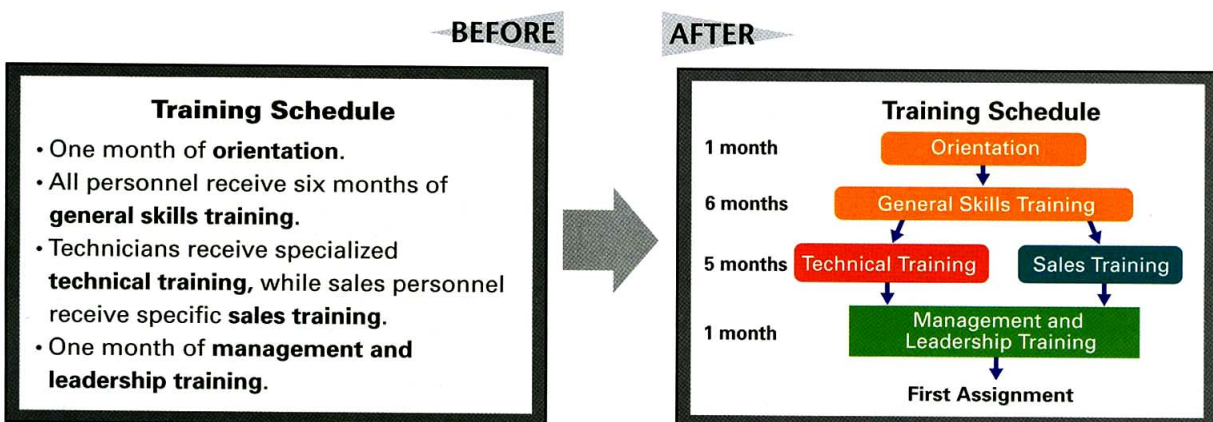 BEFORE
AFTER
Training Schedule
• One month of orientation.
• All personnel receive six months of
general skills training.
• Technicians receive specialized
technical training, while sales personnel
receive specific sales training.
• One month of management and
leadership training.
Training Schedule
1 month
Orientation
6 months
General Skills Training
5 months
Technical Training
Sales Training
1 month
Management and
Leadership Training
First Assignment